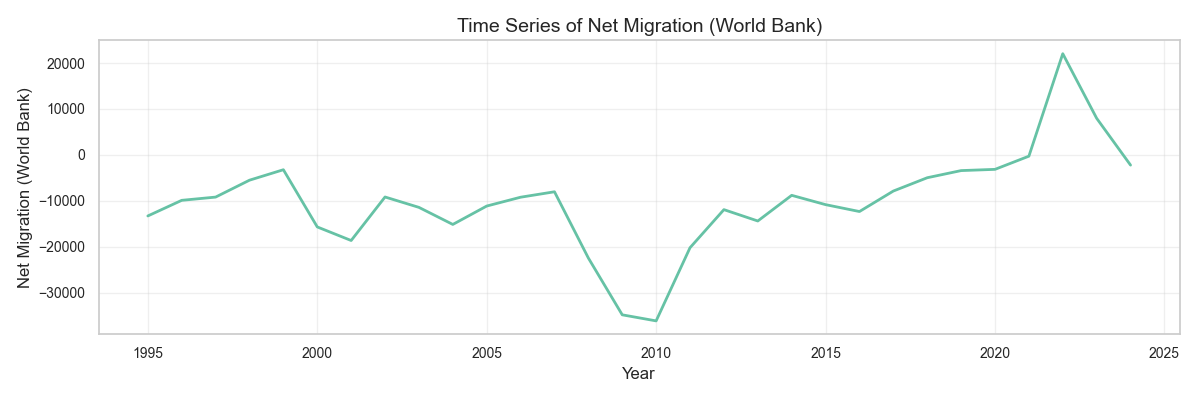 Time Series of Net Migration (World Bank)
Net Migration (World Bank)
20000
10000
0
−10000
−20000
−30000
1995 2000 2005 2010 2015 2020 2025
Year